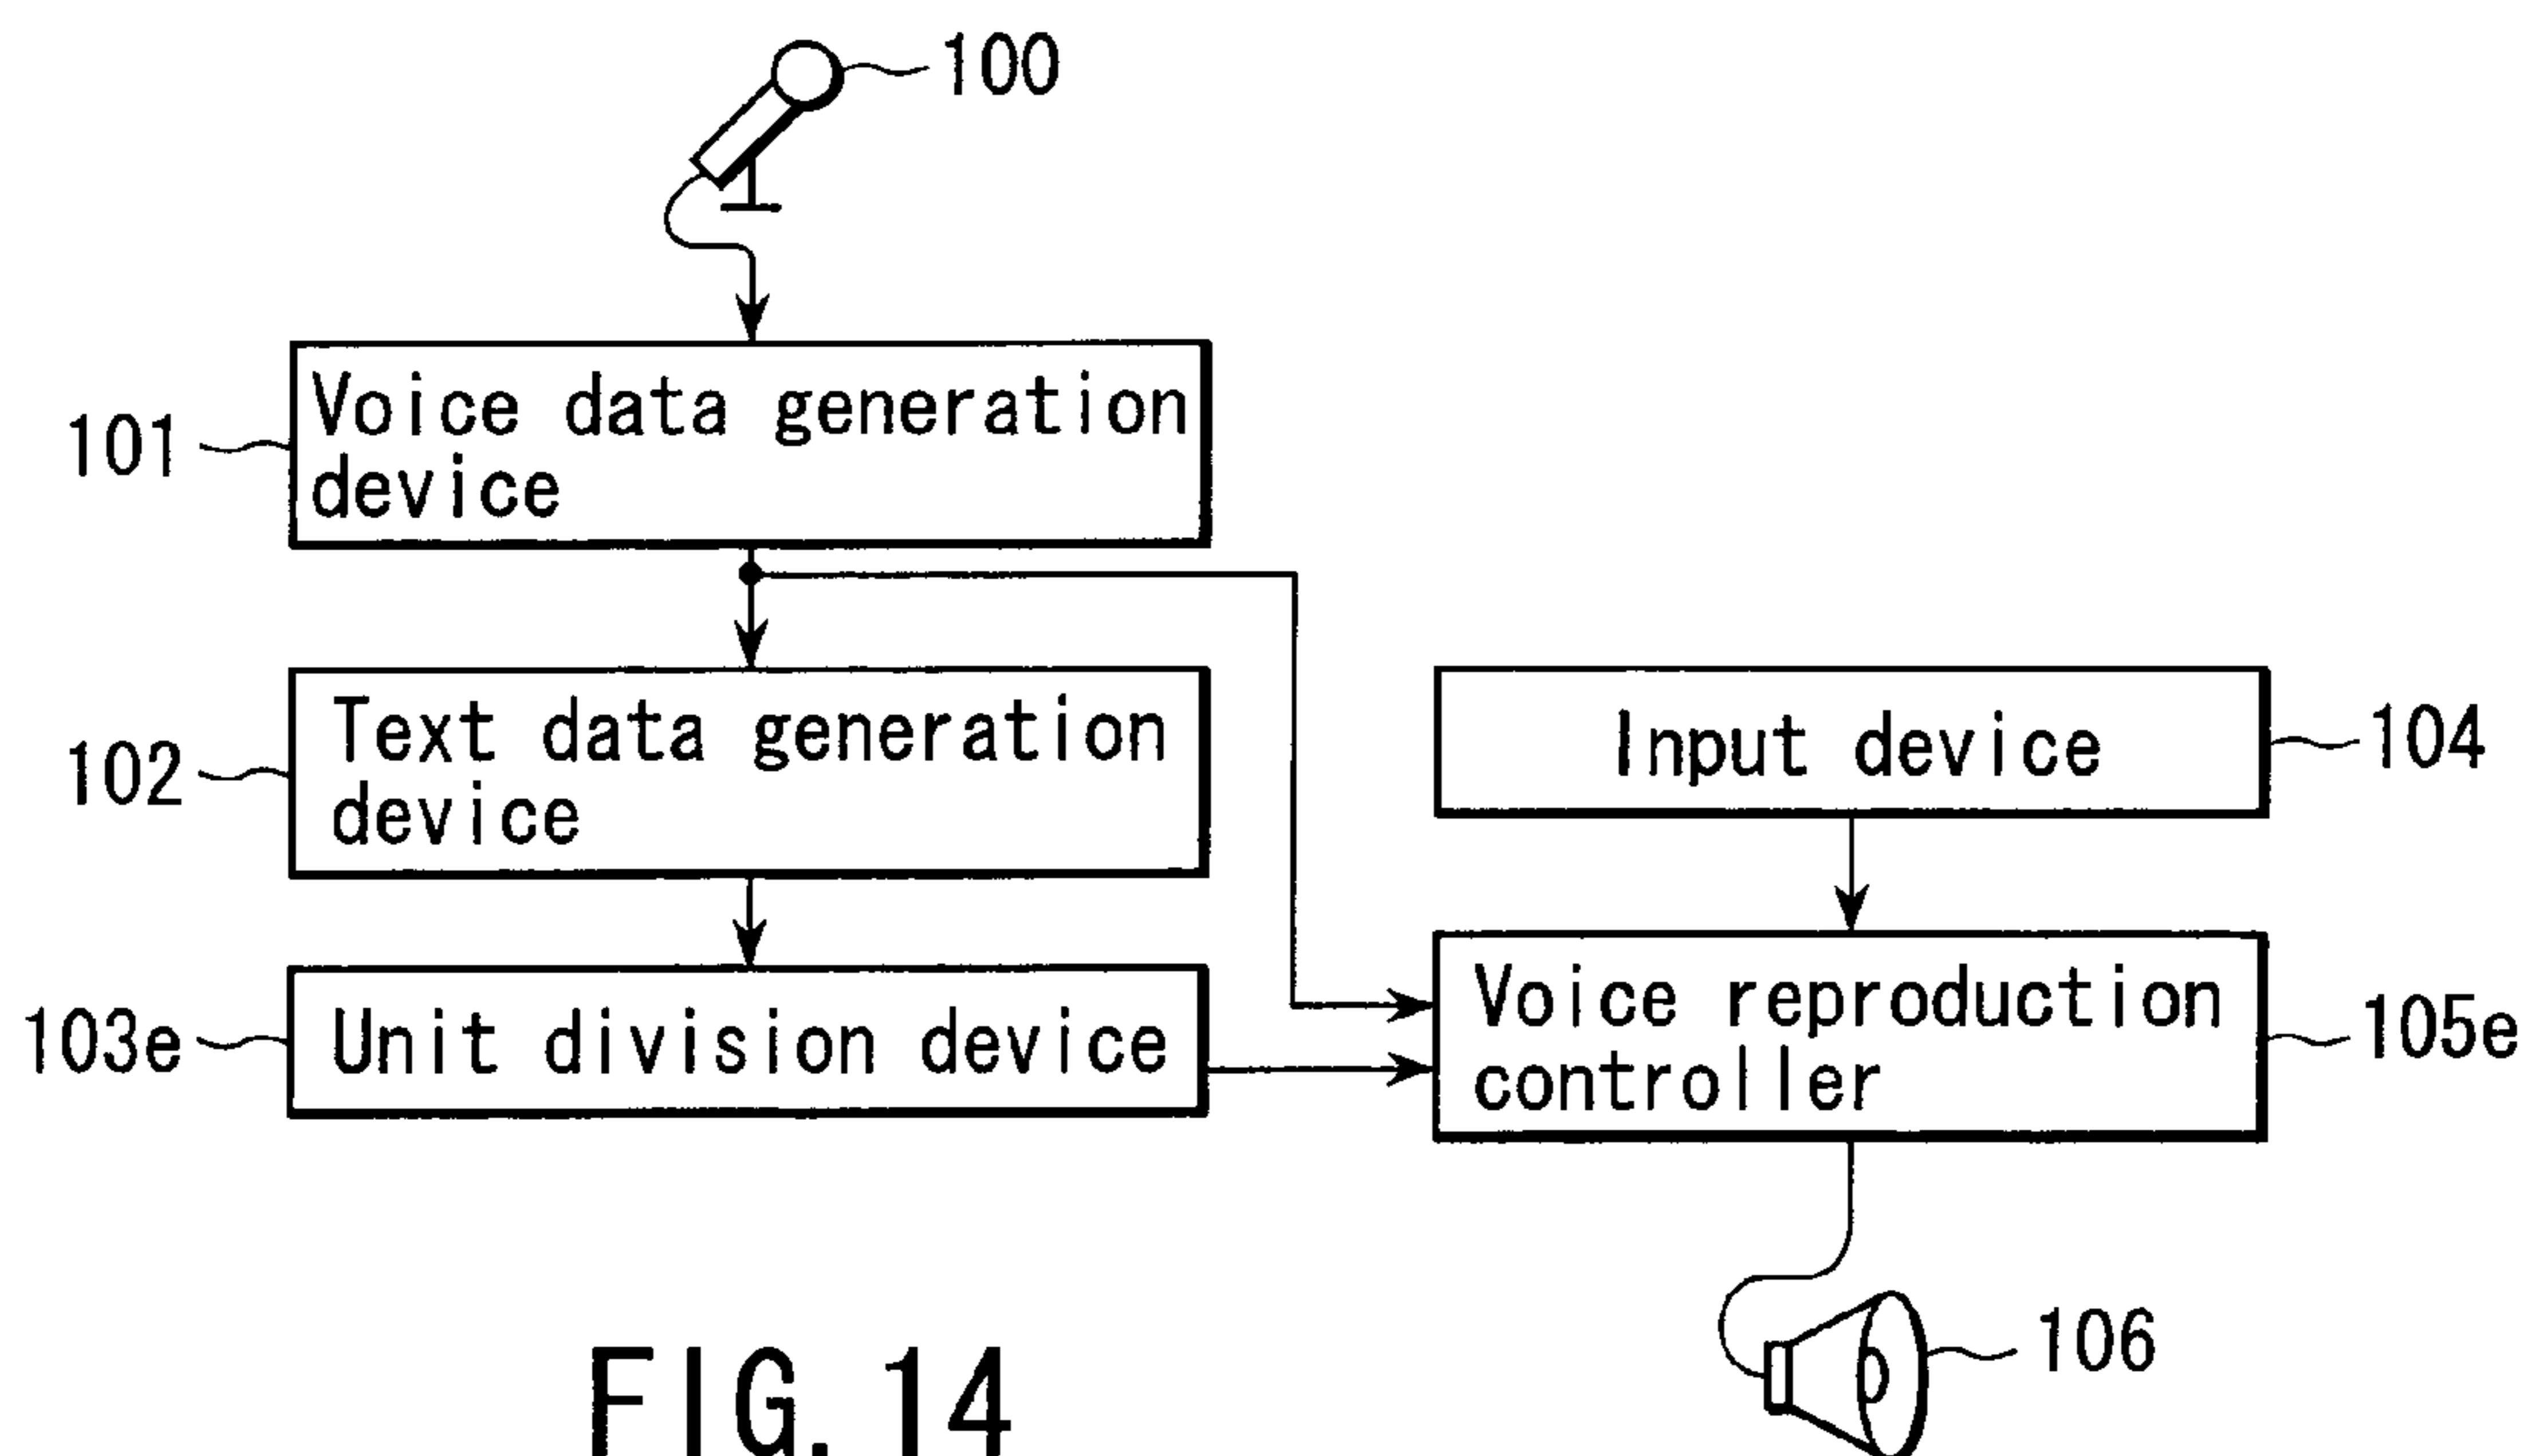 100
Voice data generation
device
101
Text data generation
device
102
Input device
104
103e
Unit division device
Voice reproduction
controller
105e
106
FIG. 14